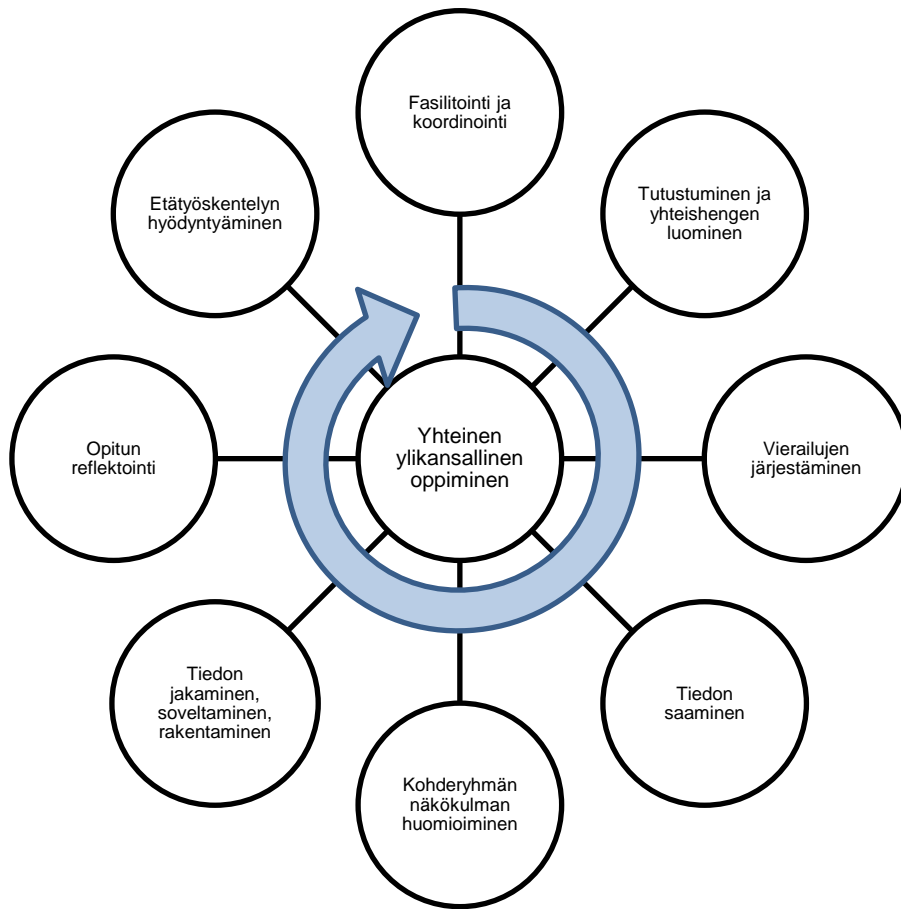 Fasilitointi ja
koordinointi
Tutustuminen ja
yhteishengen
luominen
Vierailujen
järjestäminen
Tiedon
saaminen
Kohderyhmän
näkökulman
huomioiminen
Tiedon
jakaminen,
soveltaminen,
rakentaminen
Opitun
reflektointi
Etätyöskentelyn
hyödyntyäminen
Yhteinen
ylikansallinen
oppiminen